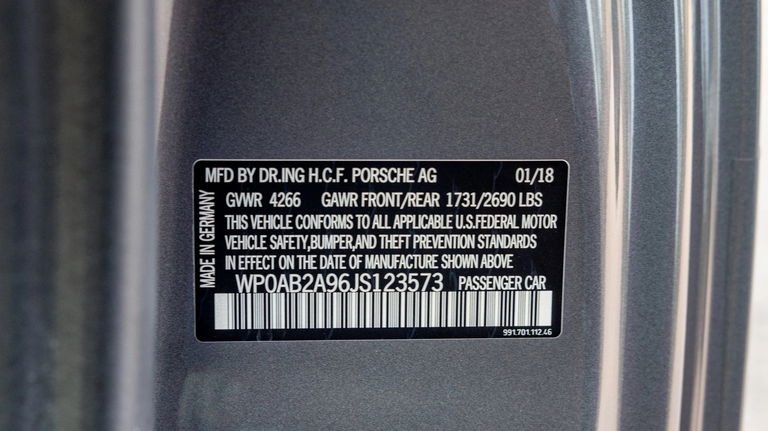 MFD BY DR.ING H.C.F. PORSCHE AG 01/18
GVWR 4266 GAWR FRONT/REAR 1731/2690 LBS
THIS VEHICLE CONFORMS TO ALL APPLICABLE U.S.FEDERAL MOTOR
VEHICLE SAFETY,BUMPER,AND THEFT PREVENTION STANDARDS
IN EFFECT ON THE DATE OF MANUFACTURE SHOWN ABOVE
WP0AB2A96JS123573 PASSENGER CAR
991.701.112.46
MADE IN GERMANY